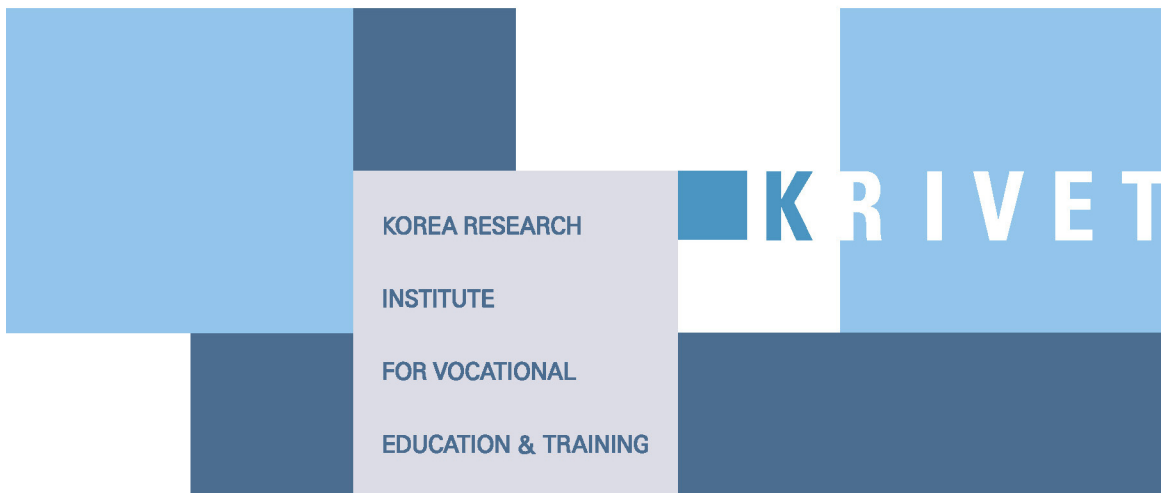 KRIVET
KOREA RESEARCH
INSTITUTE
FOR VOCATIONAL
EDUCATION & TRAINING